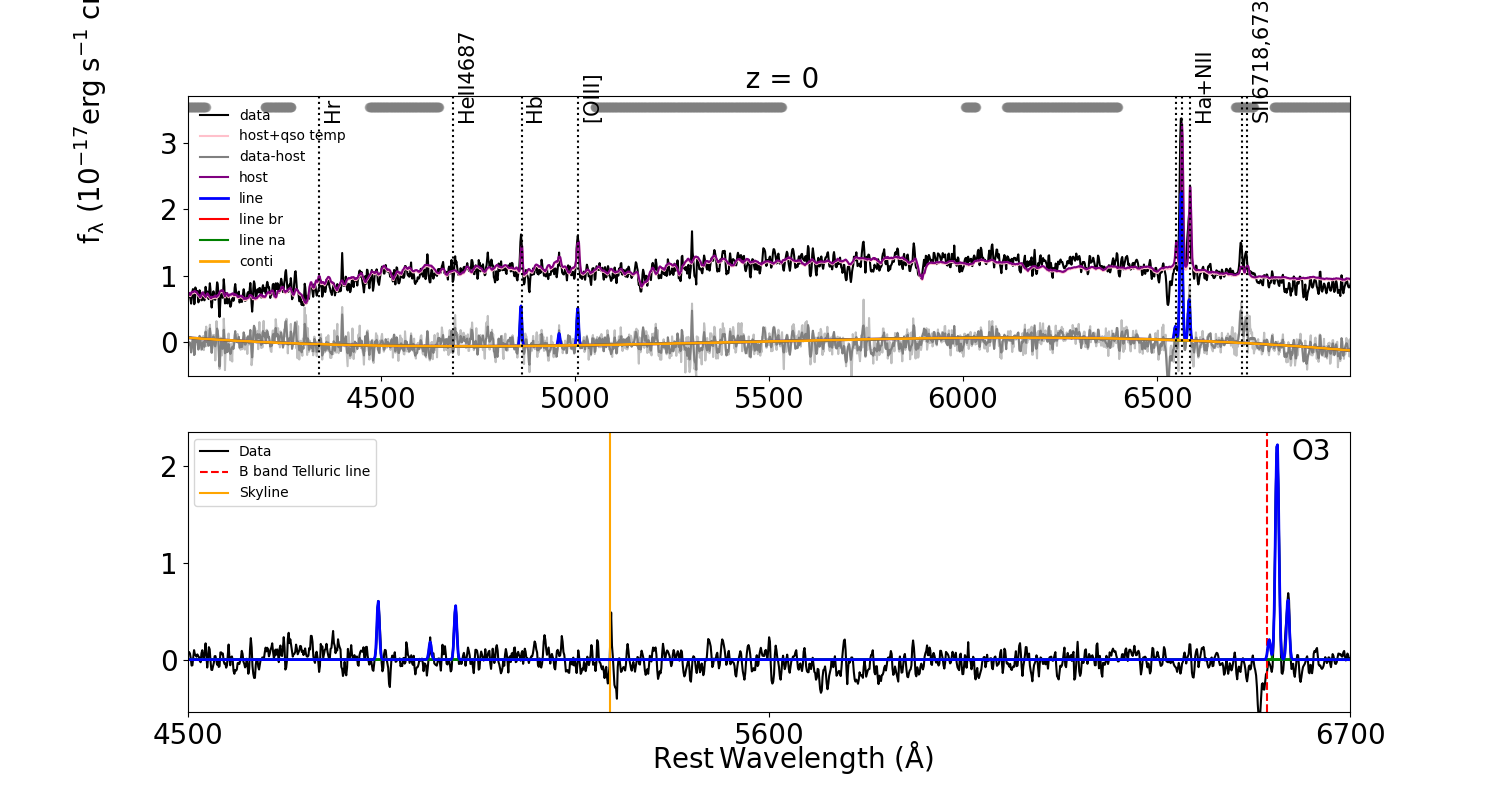 z = 0
f_λ (10^−17 erg s^−1
Hr
HeII4687
Hb
[OIII]
Ha+NII
SII6718,673
data
host+qso temp
data-host
host
line
line br
line na
conti
3
2
1
0
4500 5000 5500 6000 6500
Data
B band Telluric line
Skyline
O3
2
1
0
4500 5600 6700
Rest Wavelength (Å)